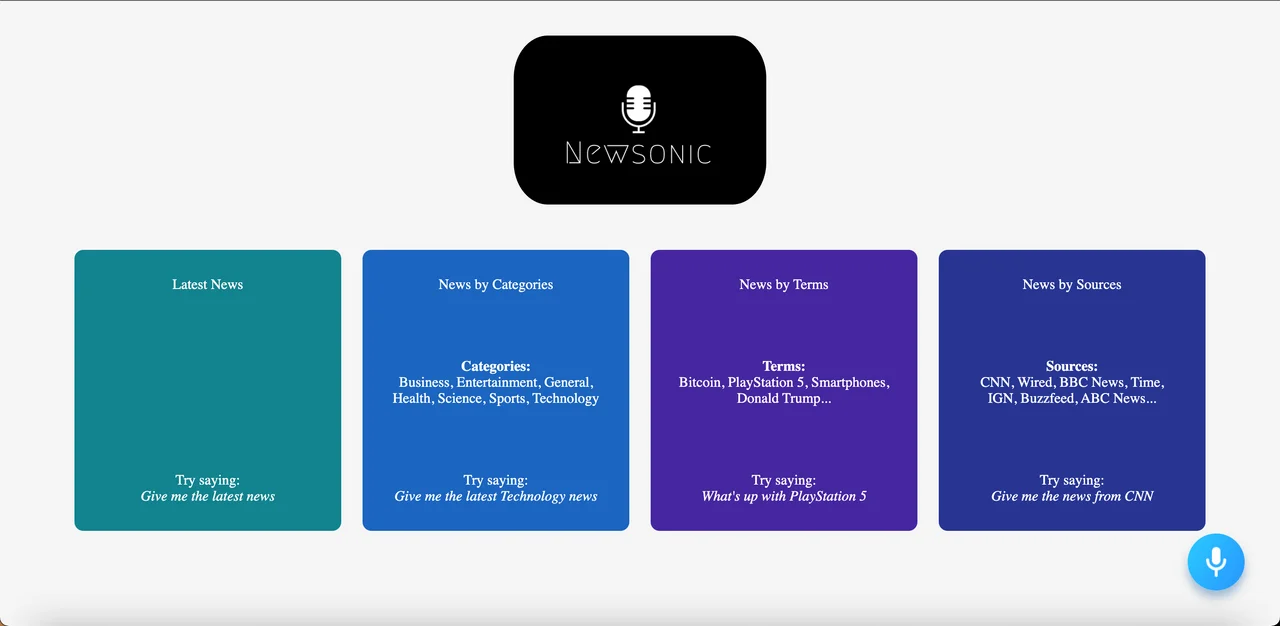 Newsonic
Latest News
Try saying:
Give me the latest news
News by Categories
Categories:
Business, Entertainment, General,
Health, Science, Sports, Technology
Try saying:
Give me the latest Technology news
News by Terms
Terms:
Bitcoin, PlayStation 5, Smartphones,
Donald Trump...
Try saying:
What's up with PlayStation 5
News by Sources
Sources:
CNN, Wired, BBC News, Time,
IGN, Buzzfeed, ABC News...
Try saying:
Give me the news from CNN